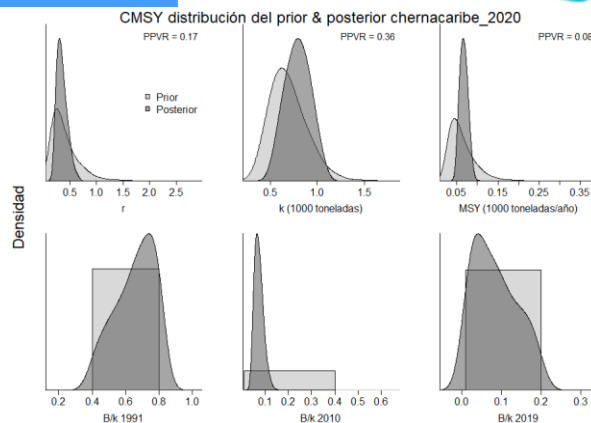 CMSY distribución del prior & posterior chernacaribe_2020
PPVR = 0.17
PPVR = 0.36
PPVR = 0.08
Prior
Posterior
Densidad
0.5 1.0 1.5 2.0 2.5
r
0.5 1.0 1.5
k (1000 toneladas)
0.05 0.15 0.25 0.35
MSY (1000 toneladas/año)
0.2 0.4 0.6 0.8 1.0
B/k 1991
0.1 0.2 0.3 0.4 0.5 0.6
B/k 2010
0.0 0.1 0.2 0.3
B/k 2019